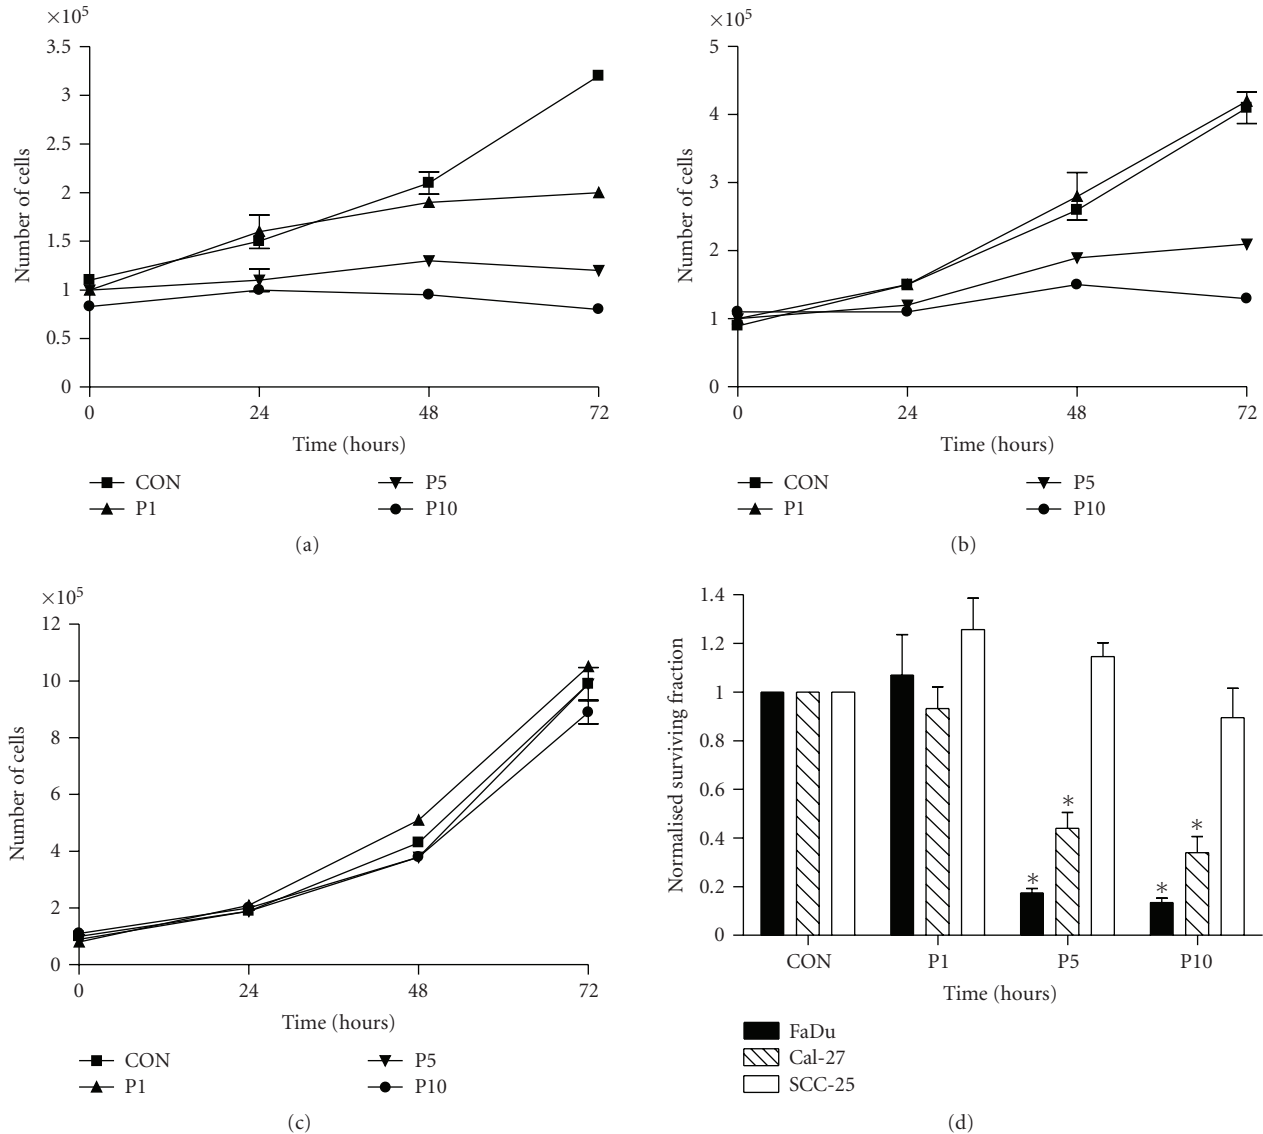 ×10⁵
3.5
3
2.5
2
1.5
1
0.5
0
Number of cells
0 24 48 72
Time (hours)
CON P5
P1 P10
(a)
×10⁵
5
4
3
2
1
0
Number of cells
0 24 48 72
Time (hours)
CON P5
P1 P10
(b)
×10⁵
12
10
8
6
4
2
0
Number of cells
0 24 48 72
Time (hours)
CON P5
P1 P10
(c)
1.4
1.2
1
0.8
0.6
0.4
0.2
0
Normalised surviving fraction
* * * *
CON P1 P5 P10
Time (hours)
FaDu
Cal-27
SCC-25
(d)